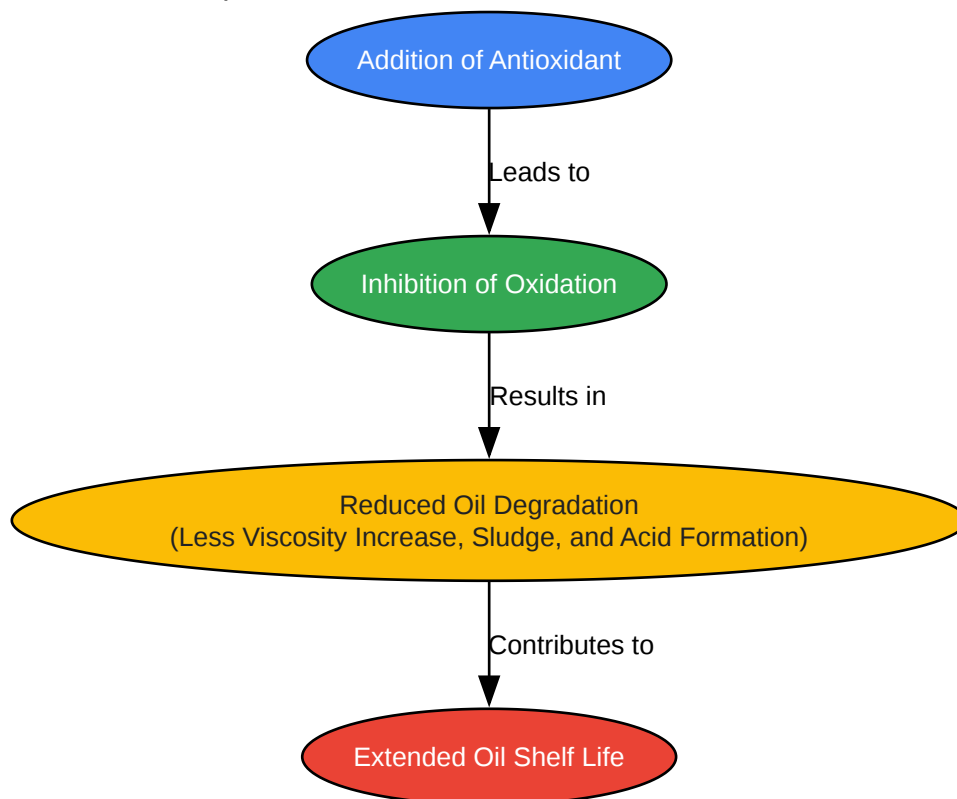 Addition of Antioxidant
Leads to
Inhibition of Oxidation
Results in
Reduced Oil Degradation
(Less Viscosity Increase, Sludge, and Acid Formation)
Contributes to
Extended Oil Shelf Life